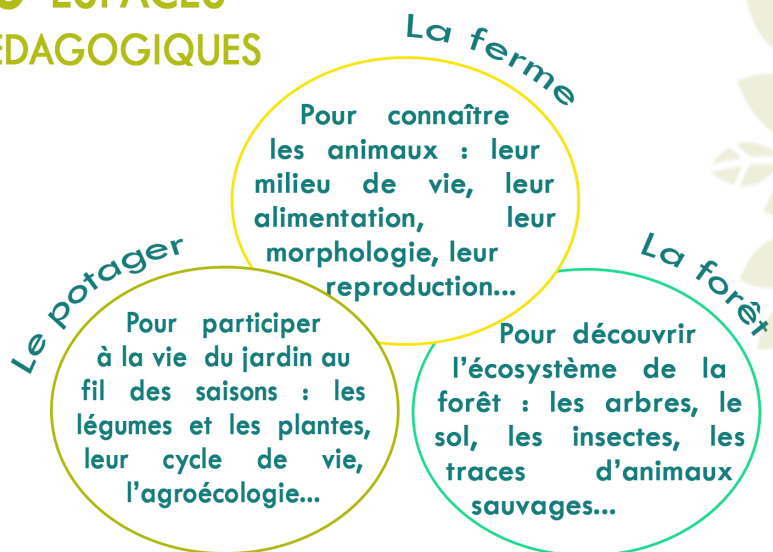 ESPACES
PEDAGOGIQUES
La ferme
Pour connaître
les animaux : leur
milieu de vie, leur
alimentation, leur
morphologie, leur
reproduction...
Le potager
Pour participer
à la vie du jardin au
fil des saisons : les
légumes et les plantes,
leur cycle de vie,
l'agroécologie...
La forêt
Pour découvrir
l'écosystème de la
forêt : les arbres, le
sol, les insectes, les
traces d'animaux
sauvages...